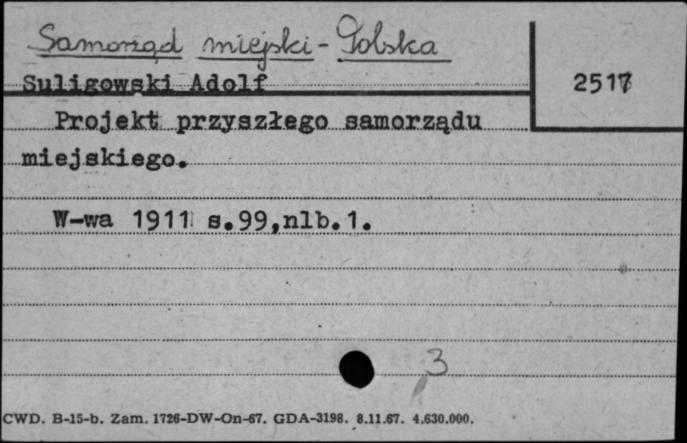 Samorząd miejski - Polska
Suligowski Adolf
2517
Projekt przyszłego samorządu
miejskiego.
W-wa 1911 s.99,nlb.1.
3
CWD. B-15-b. Zam. 1726-DW-On-67. GDA-3198. 8.11.67. 4.630.000.